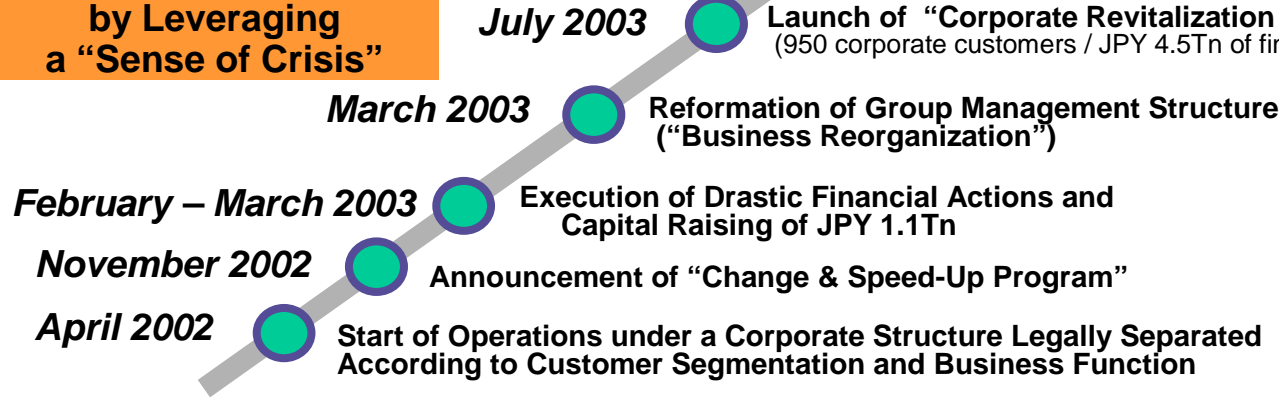 by Leveraging
a “Sense of Crisis”
July 2003
Launch of “Corporate Revitalization
(950 corporate customers / JPY 4.5Tn of
March 2003
Reformation of Group Management Structure
(“Business Reorganization”)
February – March 2003
Execution of Drastic Financial Actions and
Capital Raising of JPY 1.1Tn
November 2002
Announcement of “Change & Speed-Up Program”
April 2002
Start of Operations under a Corporate Structure Legally Separated
According to Customer Segmentation and Business Function